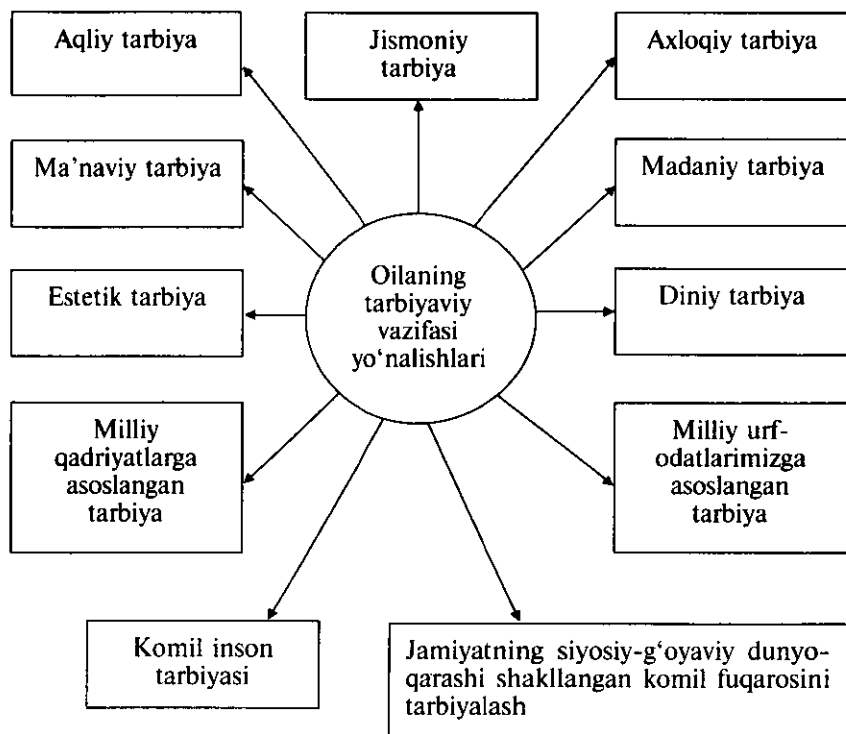 Aqliy tarbiya
Jismoniy
tarbiya
Axloqiy tarbiya
Ma’naviy tarbiya
Madaniy tarbiya
Estetik tarbiya
Oilaning
tarbiyaviy
vazifasi
yo‘nalishlari
Diniy tarbiya
Milliy
qadriyatlarga
asoslangan
tarbiya
Milliy urf-
odatlarimizga
asoslangan
tarbiya
Komil inson
tarbiyasi
Jamiyatning siyosiy-g‘oyaviy dunyo-
qarashi shakllangan komil fuqarosini
tarbiyalash